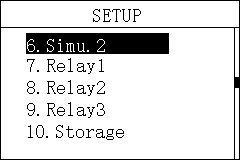 SETUP
6. Simu. 2
7. Relay1
8. Relay2
9. Relay3
10. Storage